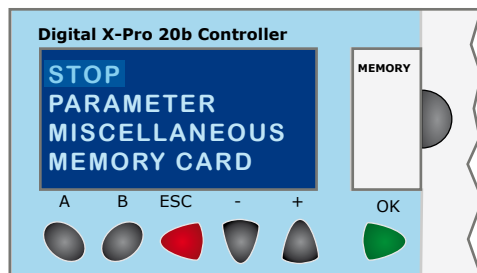 Digital X-Pro 20b Controller
STOP
PARAMETER
MISCELLANEOUS
MEMORY CARD
MEMORY
A B ESC - +
OK